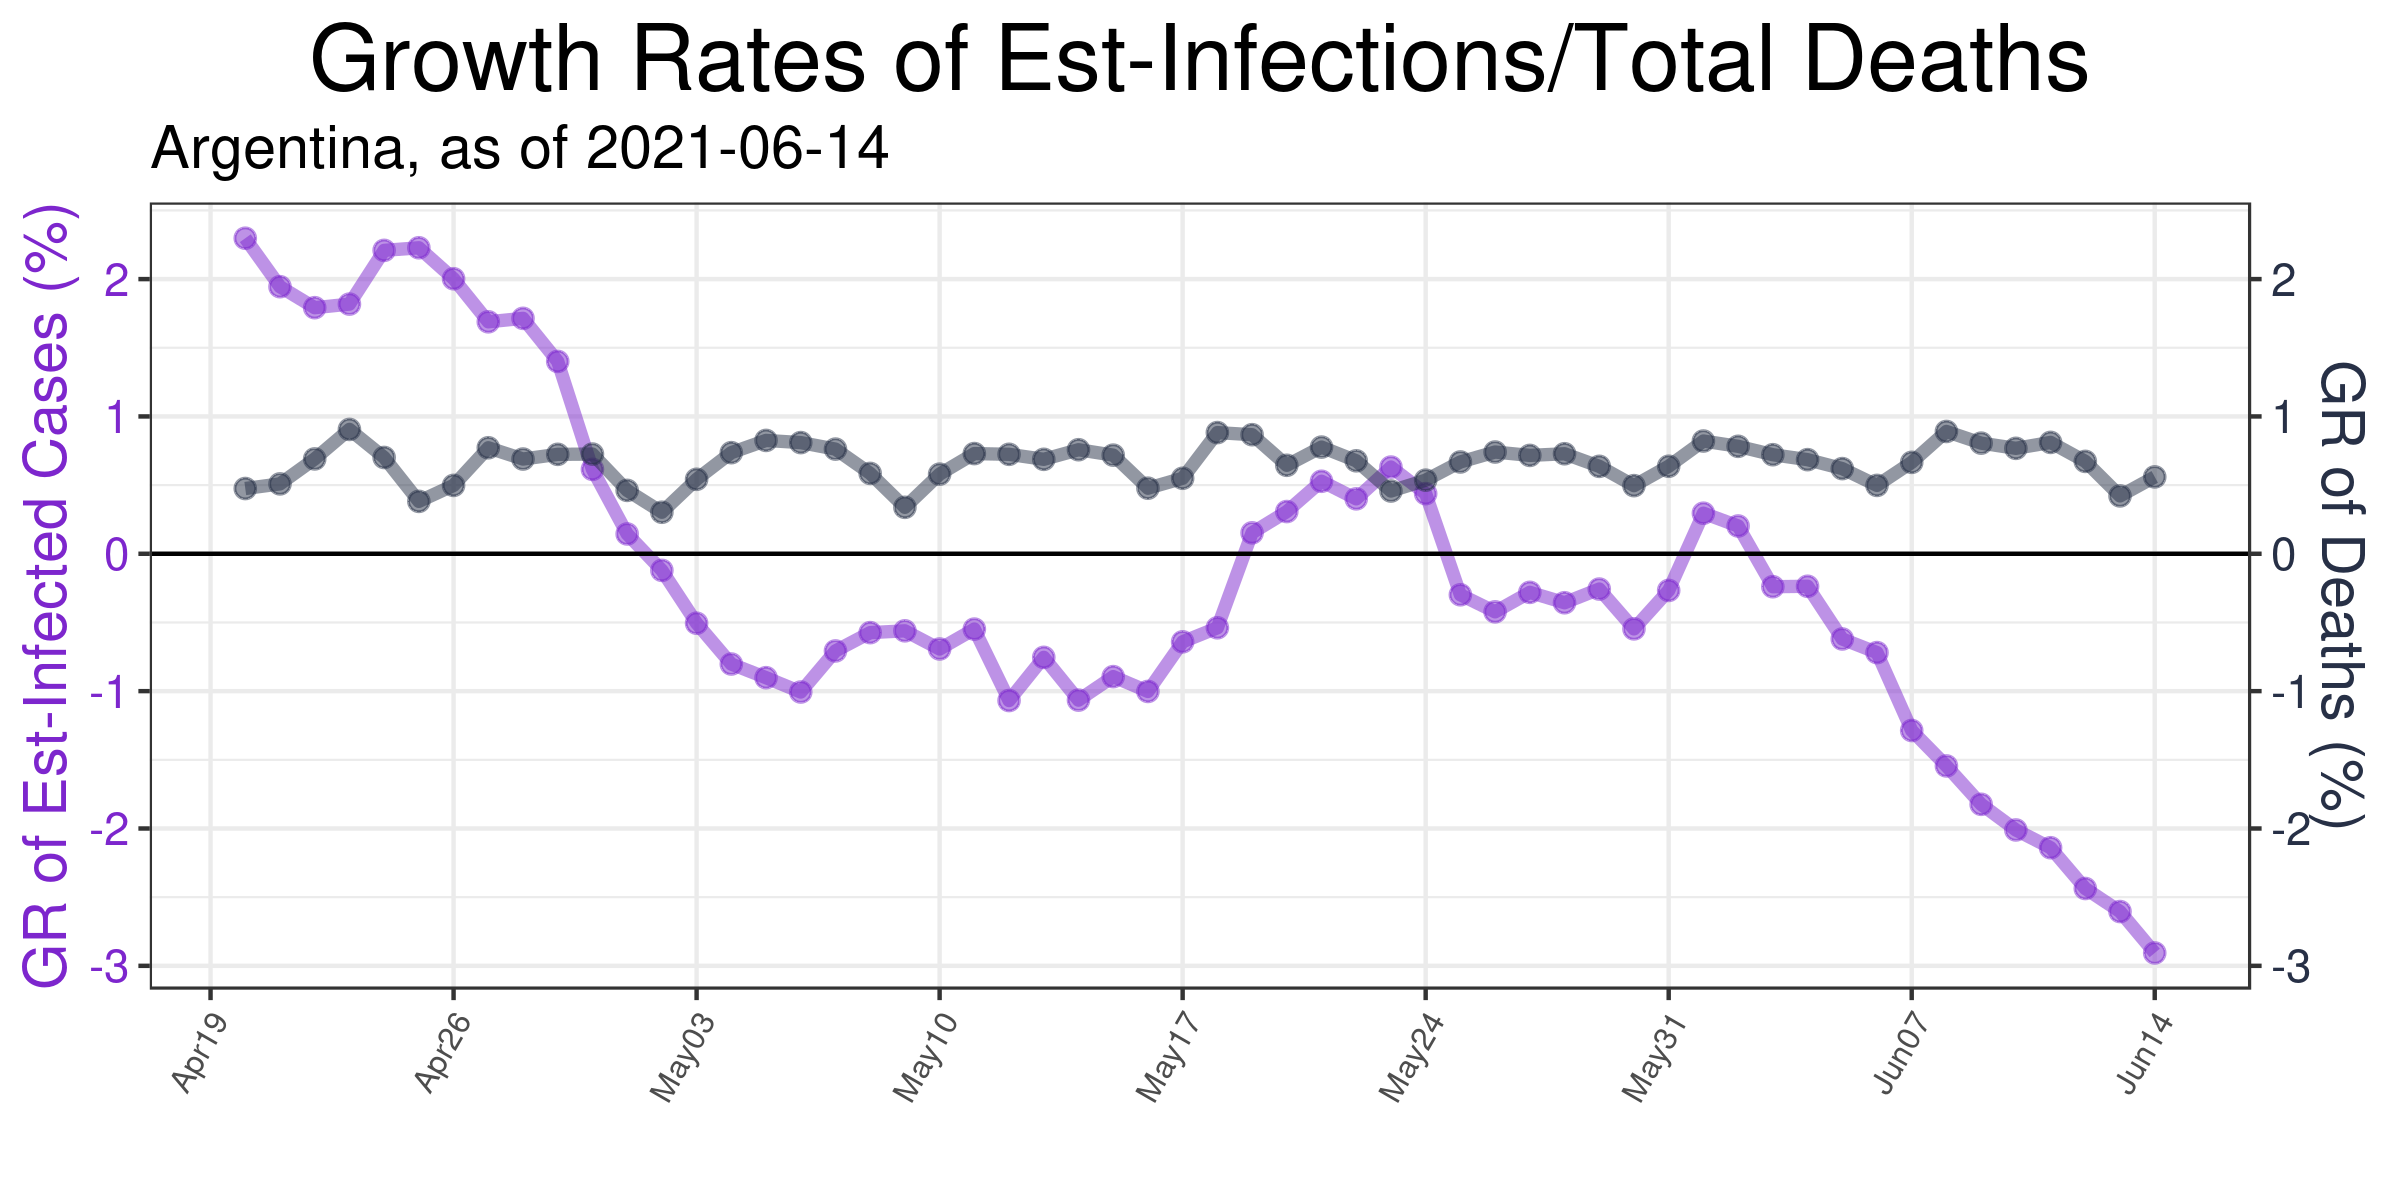 Growth Rates of Est-Infections/Total Deaths
Argentina, as of 2021-06-14
GR of Est-Infected Cases (%)
2
1
0
-1
-2
-3
2
1
0
-1
-2
-3
GR of Deaths (%)
Apr19
Apr26
May03
May10
May17
May24
May31
Jun07
Jun14